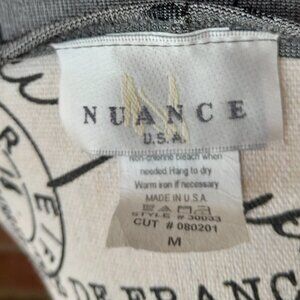 NUANCE
U.S.A.
Non-chlorine bleach when
needed Hang to dry
Warm iron if necessary
MADE IN U.S.A
STYLE # 30033
CUT # 080201
M
DE FRANC